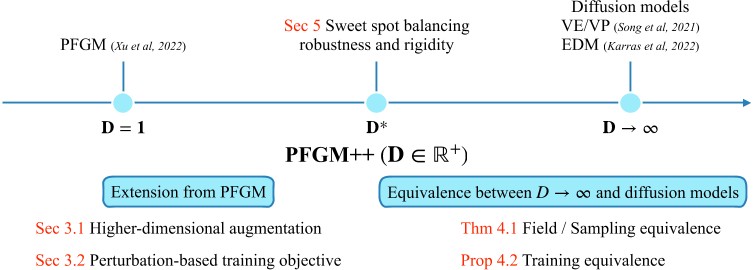 PFGM (Xu et al, 2022)
Sec 5 Sweet spot balancing
robustness and rigidity
Diffusion models
VE/VP (Song et al, 2021)
EDM (Karras et al, 2022)
D = 1
D*
D → ∞
PFGM++ (D ∈ ℝ⁺)
Extension from PFGM
Equivalence between D → ∞ and diffusion models
Sec 3.1 Higher-dimensional augmentation
Thm 4.1 Field / Sampling equivalence
Sec 3.2 Perturbation-based training objective
Prop 4.2 Training equivalence